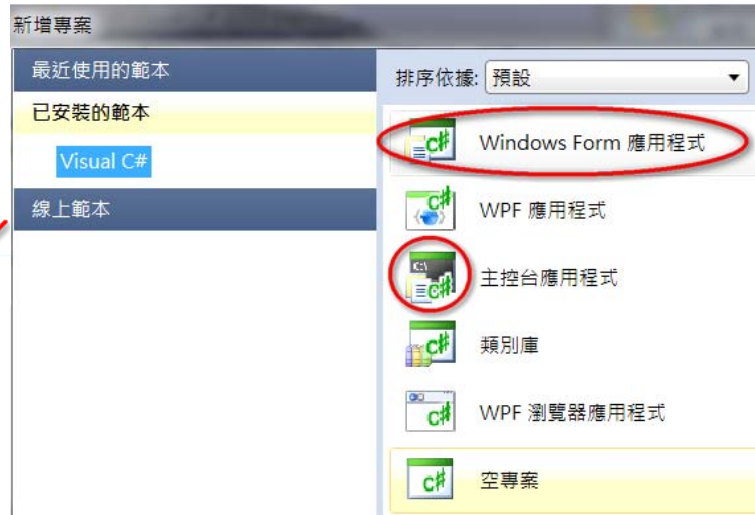 新增專案
最近使用的範本
已安裝的範本
Visual C#
線上範本
排序依據: 預設
Windows Form 應用程式
WPF 應用程式
主控台應用程式
類別庫
WPF 瀏覽器應用程式
空專案